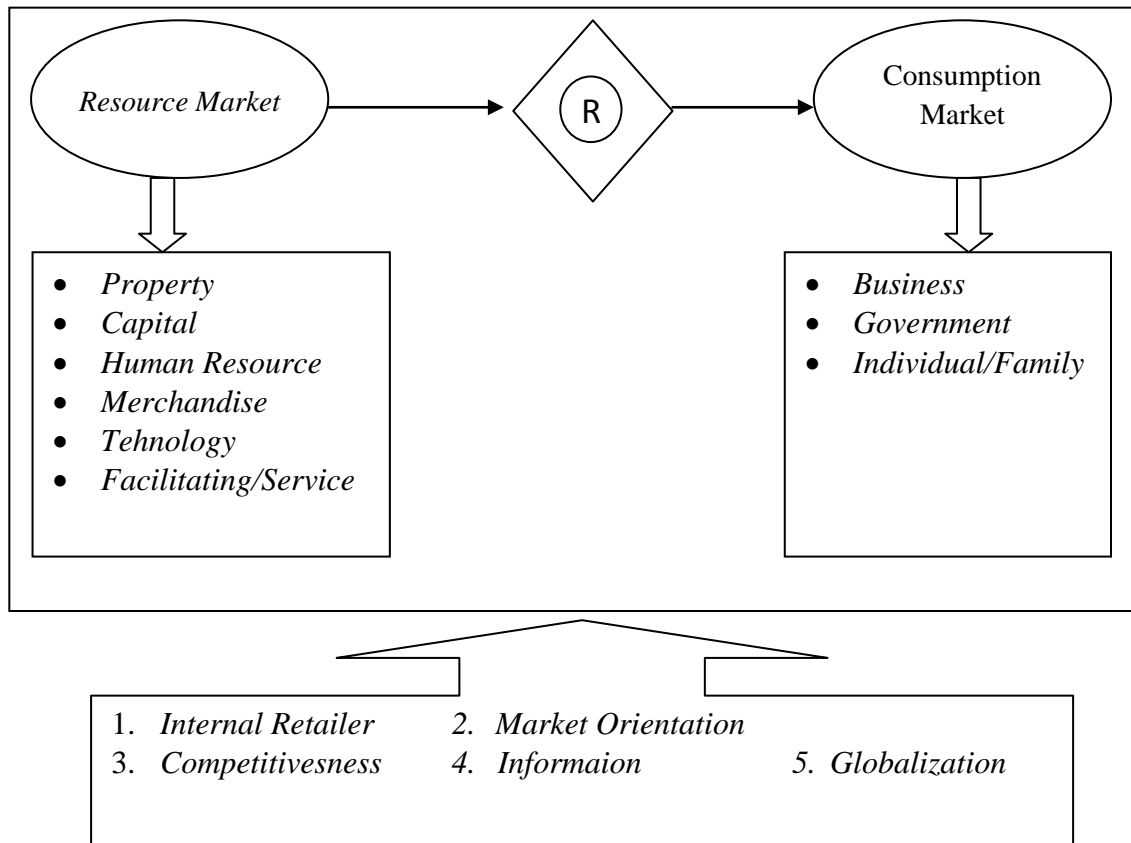 Resource Market
R
Consumption
Market
• Property
• Capital
• Human Resource
• Merchandise
• Tehnology
• Facilitating/Service
• Business
• Government
• Individual/Family
1. Internal Retailer 2. Market Orientation
3. Competitivesness 4. Informaion 5. Globalization